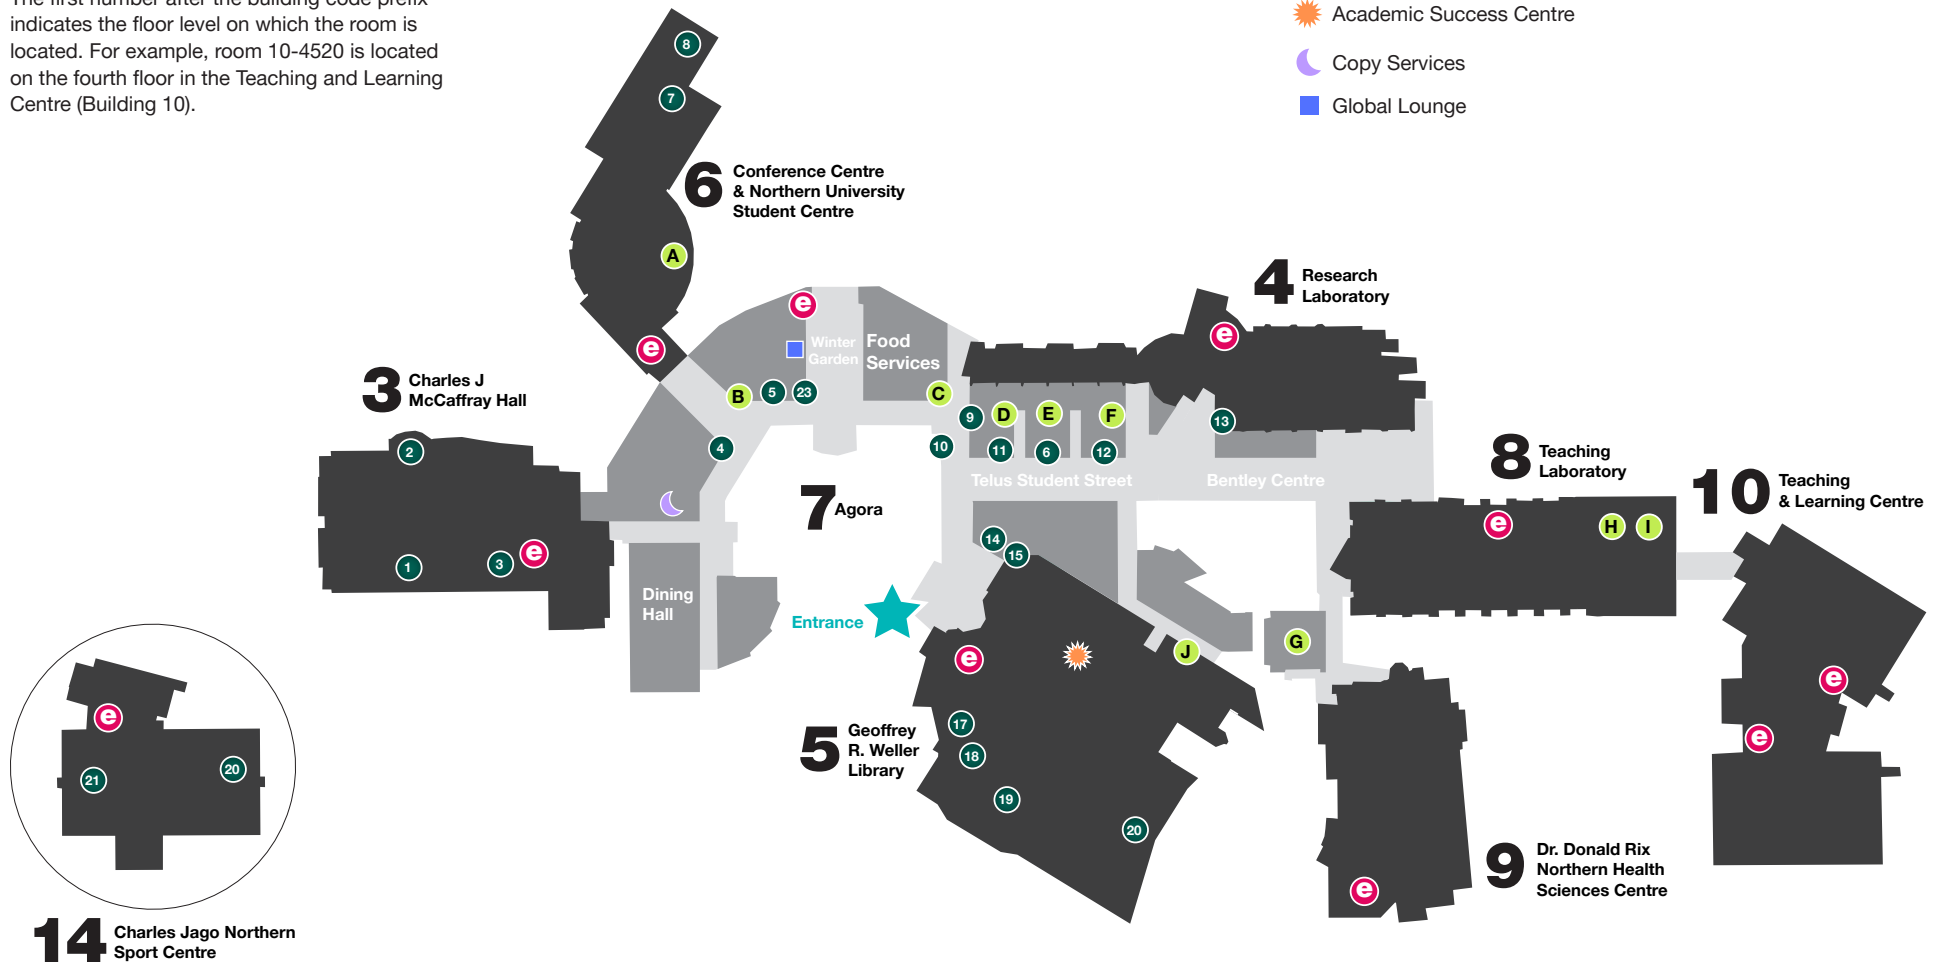 The first number after the building code prefix
indicates the floor level on which the room is
located. For example, room 10-4520 is located
on the fourth floor in the Teaching and Learning
Centre (Building 10).
Academic Success Centre
Copy Services
Global Lounge
8
7
6
Conference Centre
& Northern University
Student Centre
A
e
e
B
5
23
Winter
Garden
Food
Services
C
4
Research
Laboratory
e
3
Charles J
McCaffray Hall
2
1
3
e
4
9
10
D
E
F
11
6
12
13
Telus Student Street
Bentley Centre
7
Agora
8
Teaching
Laboratory
e
H
I
10
Teaching
& Learning Centre
e
e
14
15
Dining
Hall
Entrance
e
J
G
5
Geoffrey
R. Weller
Library
17
18
19
20
9
Dr. Donald Rix
Northern Health
Sciences Centre
e
e
21
20
14
Charles Jago Northern
Sport Centre